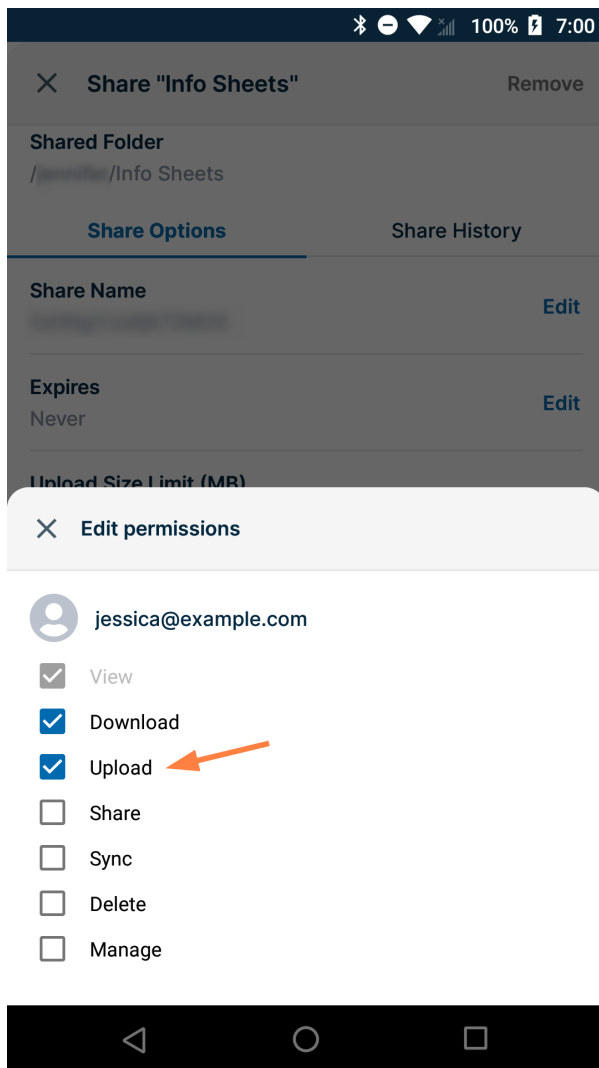 100% 7:00
Share "Info Sheets" Remove
Shared Folder
/ /Info Sheets
Share Options Share History
Share Name
Edit
Expires
Never
Edit
Upload Size Limit (MB)
Edit permissions
jessica@example.com
View
Download
Upload
Share
Sync
Delete
Manage